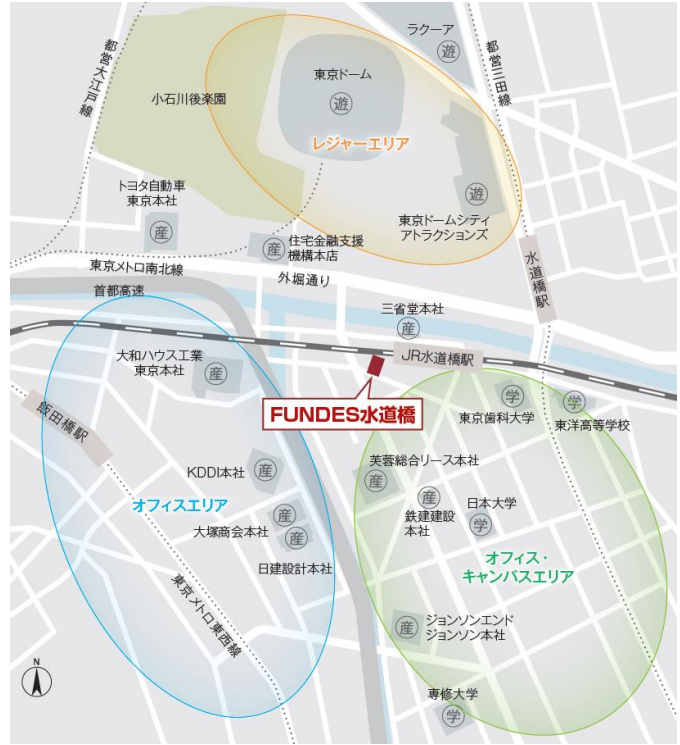 ラクーア
遊
都営大江戸線
都営三田線
東京ドーム
遊
小石川後楽園
レジャーエリア
トヨタ自動車
東京本社
産
遊
東京ドームシティ
アトラクションズ
産
住宅金融支援
機構本店
水道橋駅
東京メトロ南北線
外堀通り
首都高速
三省堂本社
産
JR水道橋駅
大和ハウス工業
東京本社
産
FUNDES水道橋
学
東京歯科大学
学
東洋高等学校
飯田橋駅
KDDI本社
産
芙蓉総合リース本社
産
オフィスエリア
産
鉄建建設
本社
日本大学
学
大塚商会本社
産
産
日建設計本社
オフィス・
キャンパスエリア
東京メトロ東西線
産
ジョンソンエンド
ジョンソン本社
N
専修大学
学